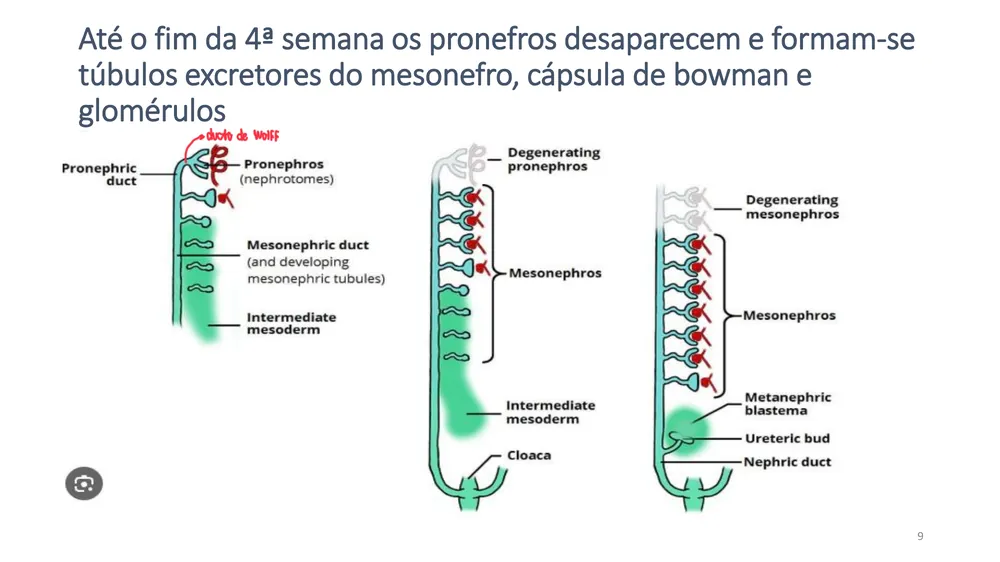 Até o fim da 4ª semana os pronefros desaparecem e formam-se
túbulos excretores do mesonefro, cápsula de bowman e
glomérulos
ducto de Wolff
Pronephric
duct
Pronephros
(nephrotomes)
Mesonephric duct
(and developing
mesonephric tubules)
Intermediate
mesoderm
Degenerating
pronephros
Mesonephros
Intermediate
mesoderm
Cloaca
Degenerating
mesonephros
Mesonephros
Metanephric
blastema
Ureteric bud
Nephric duct
9